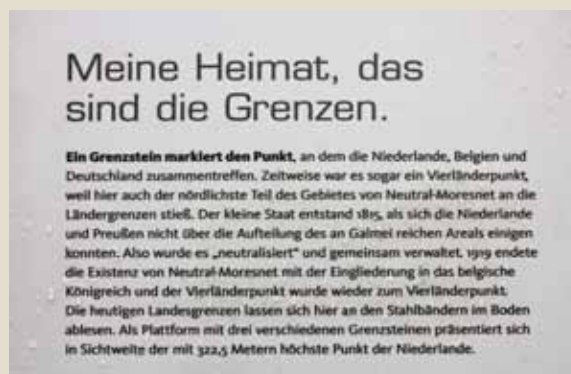 Meine Heimat, das
sind die Grenzen.
Ein Grenzstein markiert den Punkt, an dem die Niederlande, Belgien und
Deutschland zusammentreffen. Zeitweise war es sogar ein Vierländerpunkt,
weil hier auch der nördlichste Teil des Gebietes von Neutral-Moresnet an die
Ländergrenzen stieß. Der kleine Staat entstand 1815, als sich die Niederlande
und Preußen nicht über die Aufteilung des an Galmei reichen Areals einigen
konnten. Also wurde es „neutralisiert“ und gemeinsam verwaltet. 1919 endete
die Existenz von Neutral-Moresnet mit der Eingliederung in das belgische
Königreich und der Vierländerpunkt wurde wieder zum Vierländerpunkt.
Die heutigen Landesgrenzen lassen sich hier an den Stahlbändern im Boden
ablesen. Als Plattform mit drei verschiedenen Grenzsteinen präsentiert sich
in Sichtweite der mit 322,5 Metern höchste Punkt der Niederlande.